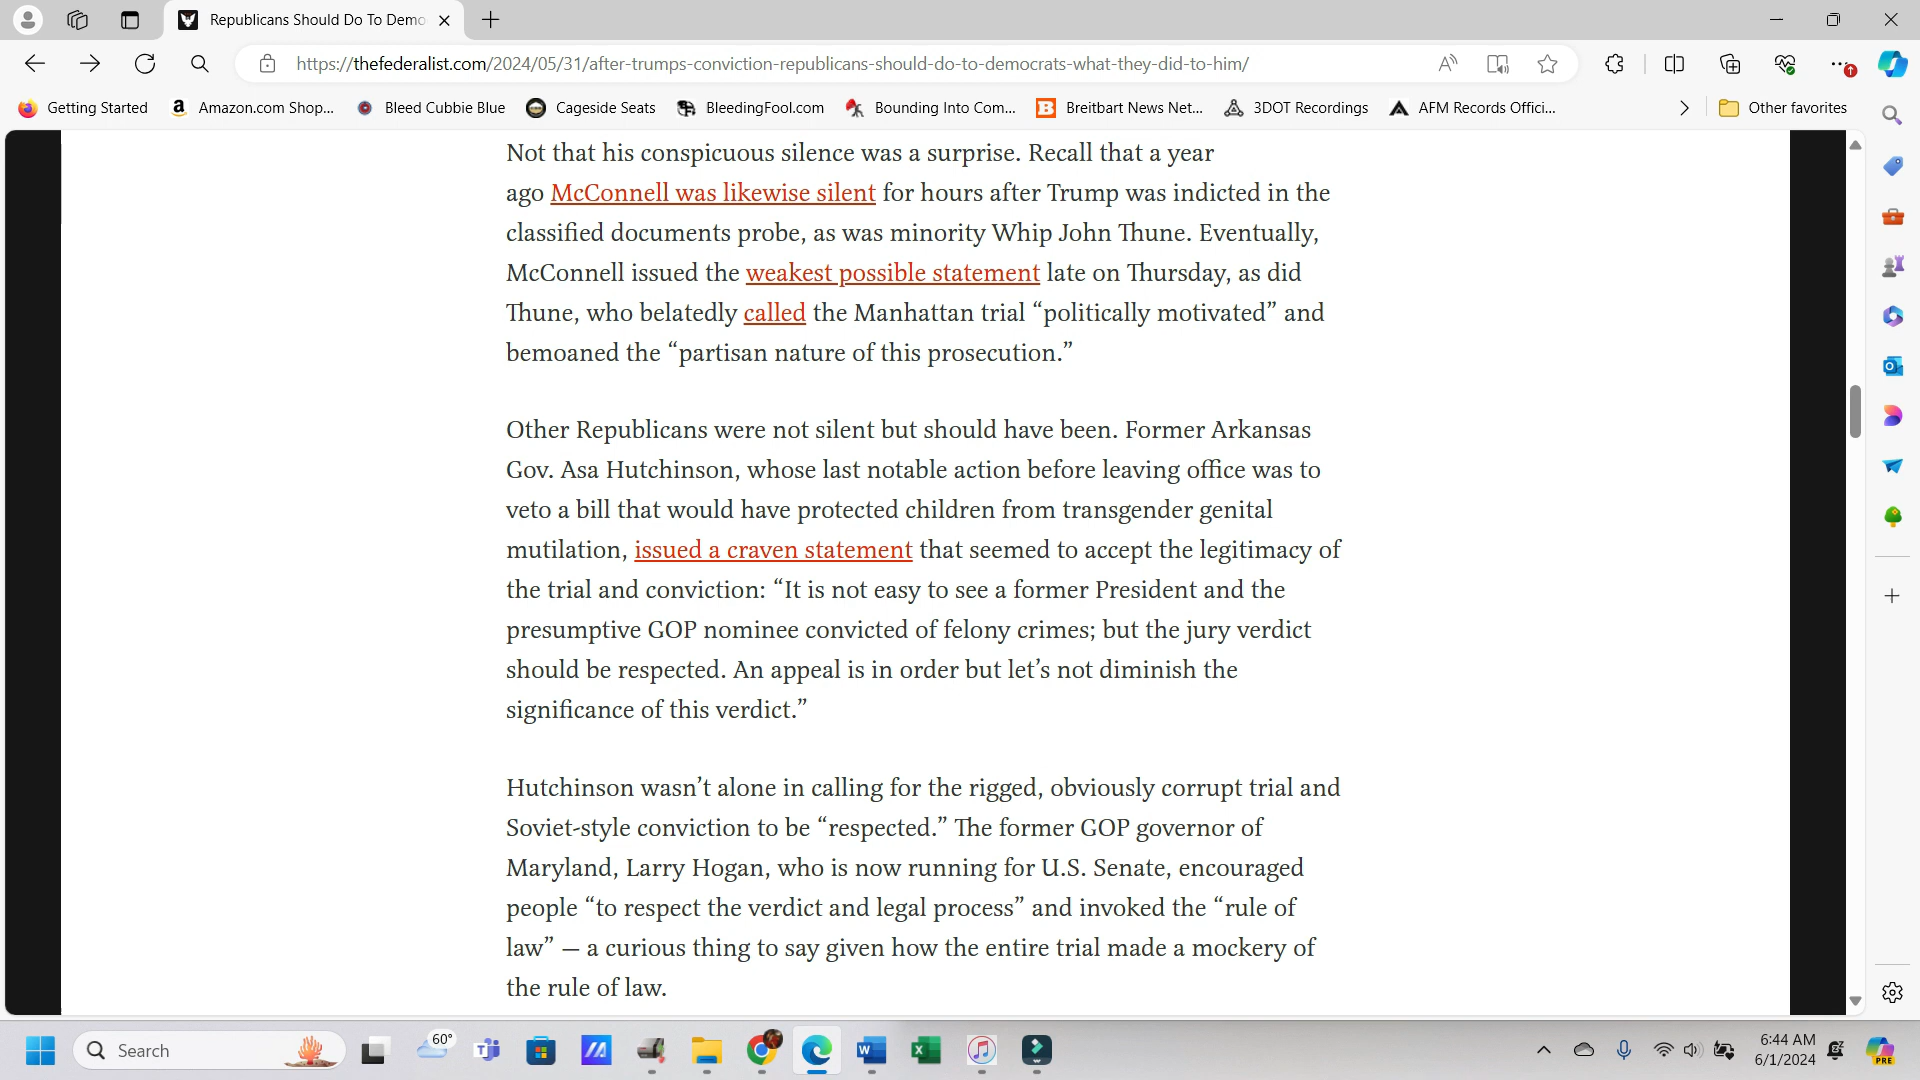 Republicans Should Do To Demo
https://thefederalist.com/2024/05/31/after-trumps-conviction-republicans-should-do-to-democrats-what-they-did-to-him/
Getting Started
Amazon.com Shop...
Bleed Cubbie Blue
Cageside Seats
BleedingFool.com
Bounding Into Com...
Breitbart News Net...
3DOT Recordings
AFM Records Offici...
Other favorites
Not that his conspicuous silence was a surprise. Recall that a year
ago McConnell was likewise silent for hours after Trump was indicted in the
classified documents probe, as was minority Whip John Thune. Eventually,
McConnell issued the weakest possible statement late on Thursday, as did
Thune, who belatedly called the Manhattan trial “politically motivated” and
bemoaned the “partisan nature of this prosecution.”
Other Republicans were not silent but should have been. Former Arkansas
Gov. Asa Hutchinson, whose last notable action before leaving office was to
veto a bill that would have protected children from transgender genital
mutilation, issued a craven statement that seemed to accept the legitimacy of
the trial and conviction: “It is not easy to see a former President and the
presumptive GOP nominee convicted of felony crimes; but the jury verdict
should be respected. An appeal is in order but let’s not diminish the
significance of this verdict.”
Hutchinson wasn’t alone in calling for the rigged, obviously corrupt trial and
Soviet-style conviction to be “respected.” The former GOP governor of
Maryland, Larry Hogan, who is now running for U.S. Senate, encouraged
people “to respect the verdict and legal process” and invoked the “rule of
law” — a curious thing to say given how the entire trial made a mockery of
the rule of law.
Search
60°
6:44 AM
6/1/2024
PRE